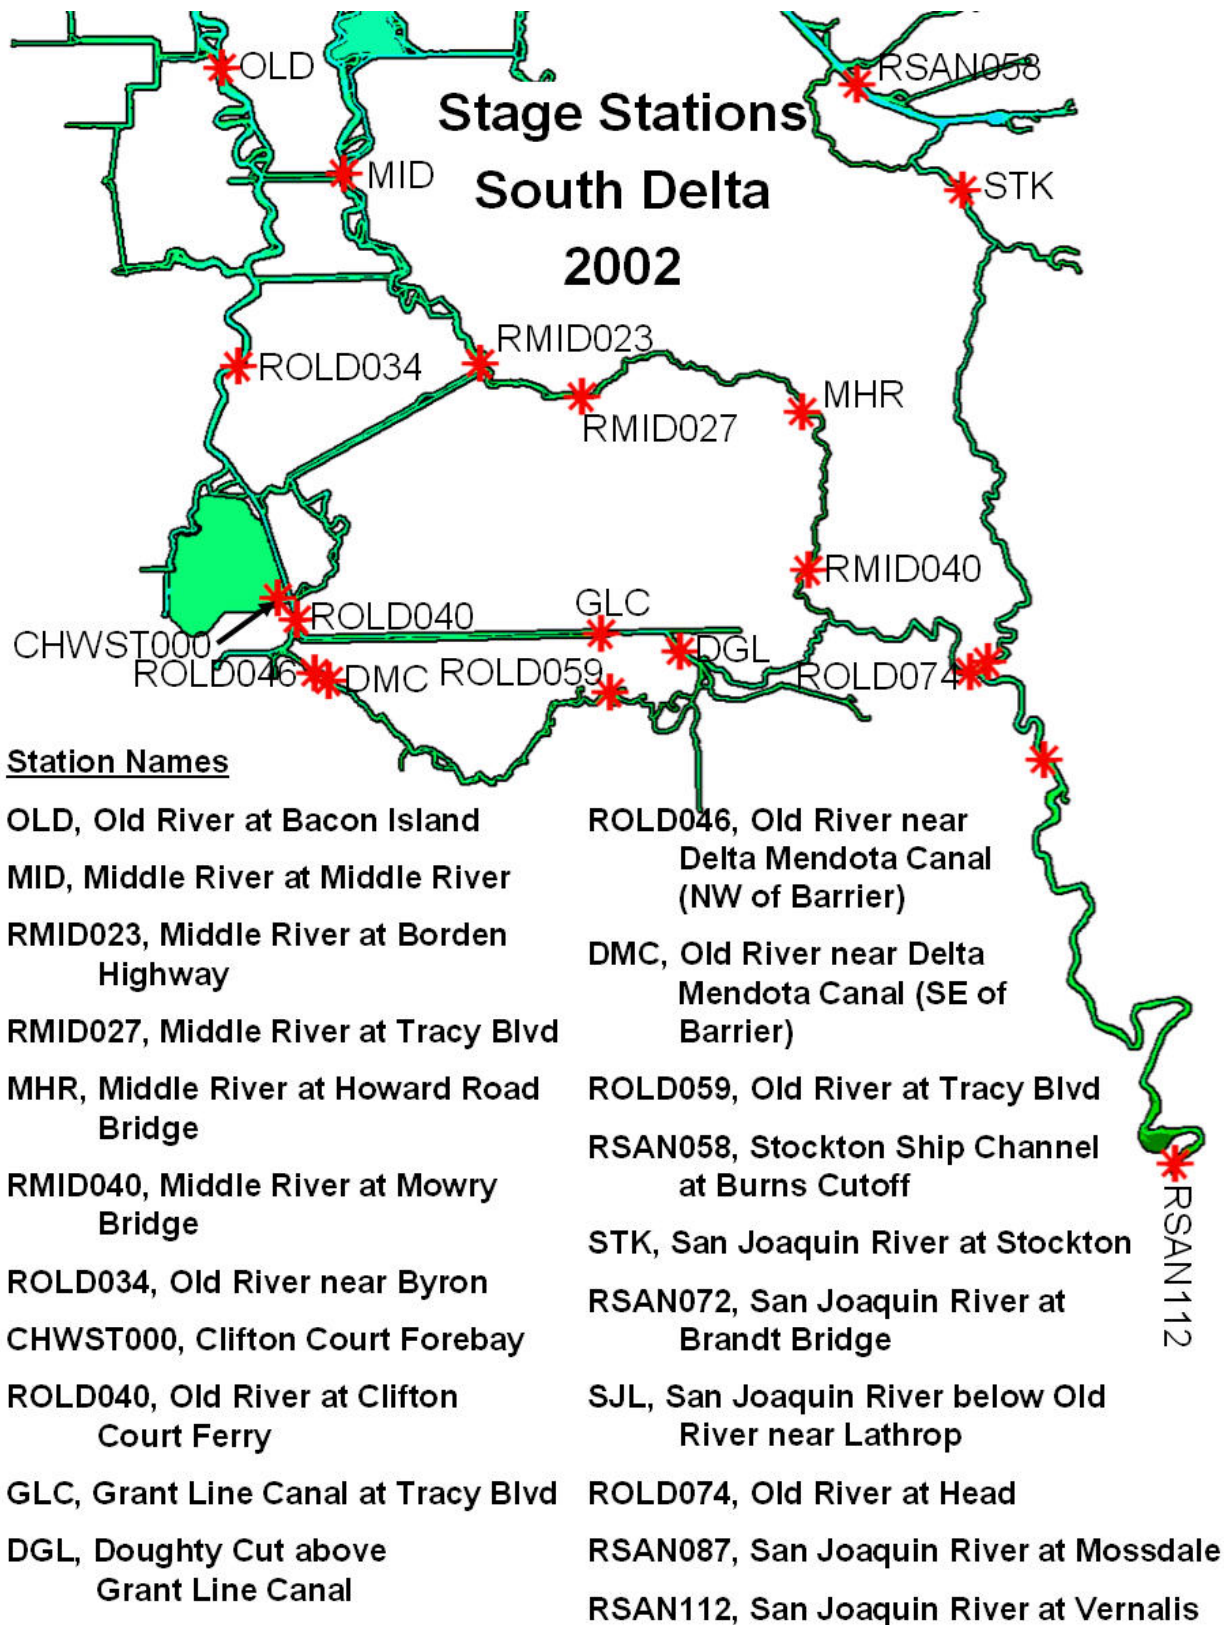 OLD
RSAN058
Stage Stations
South Delta
2002
MID
STK
RMID023
ROLD034
MHR
RMID027
RMID040
GLC
ROLD040
CHWST000
DGL
ROLD046
DMC
ROLD059
ROLD074
RSAN112
Station Names
OLD, Old River at Bacon Island
MID, Middle River at Middle River
RMID023, Middle River at Borden
Highway
RMID027, Middle River at Tracy Blvd
MHR, Middle River at Howard Road
Bridge
RMID040, Middle River at Mowry
Bridge
ROLD034, Old River near Byron
CHWST000, Clifton Court Forebay
ROLD040, Old River at Clifton
Court Ferry
GLC, Grant Line Canal at Tracy Blvd
DGL, Doughty Cut above
Grant Line Canal
ROLD046, Old River near
Delta Mendota Canal
(NW of Barrier)
DMC, Old River near Delta
Mendota Canal (SE of
Barrier)
ROLD059, Old River at Tracy Blvd
RSAN058, Stockton Ship Channel
at Burns Cutoff
STK, San Joaquin River at Stockton
RSAN072, San Joaquin River at
Brandt Bridge
SJL, San Joaquin River below Old
River near Lathrop
ROLD074, Old River at Head
RSAN087, San Joaquin River at Mossdale
RSAN112, San Joaquin River at Vernalis